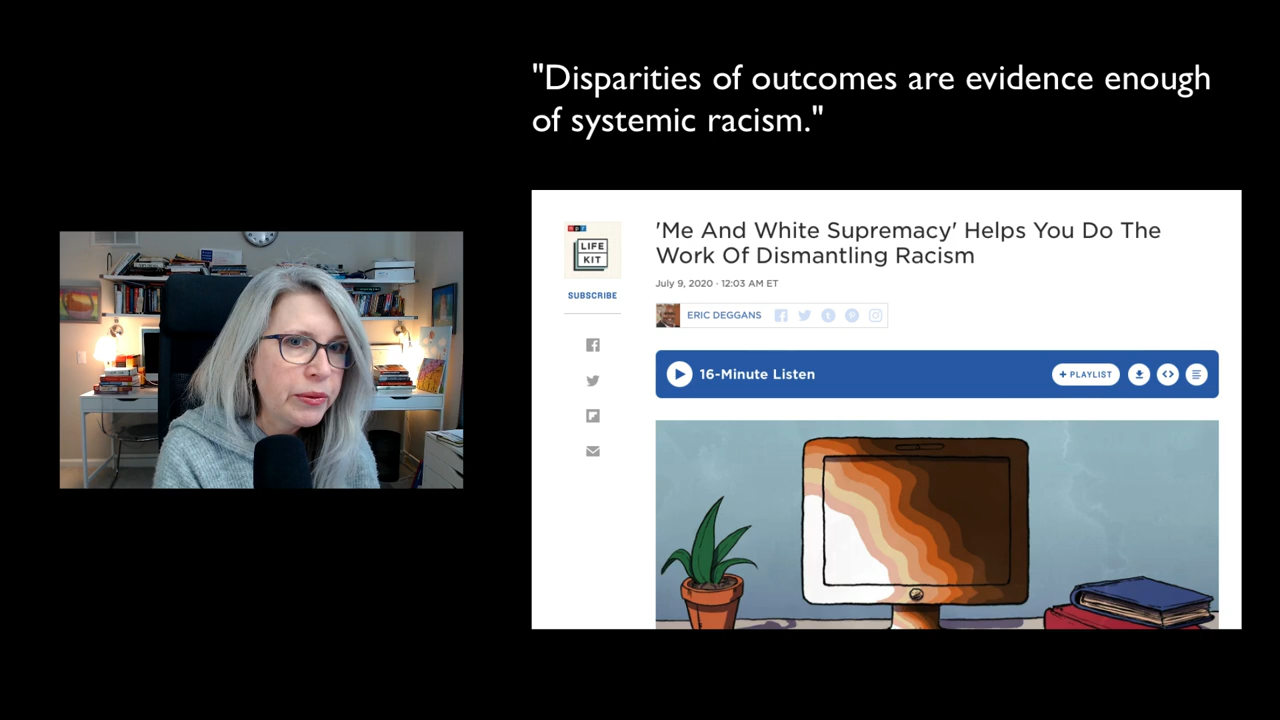 "Disparities of outcomes are evidence enough
of systemic racism."
npr
LIFE
KIT
SUBSCRIBE
'Me And White Supremacy' Helps You Do The
Work Of Dismantling Racism
July 9, 2020 · 12:03 AM ET
ERIC DEGGANS
16-Minute Listen
+ PLAYLIST